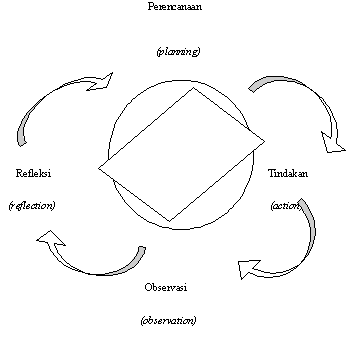 Perencanaan
(planning)
Refleksi
Tindakan
(reflection)
(action)
Observasi
(observation)